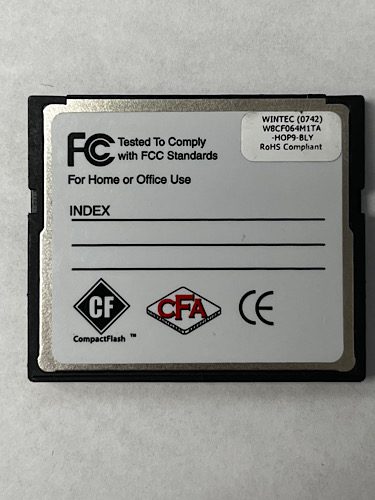 FC Tested To Comply
with FCC Standards
WINTEC (0742)
W8CF064M1TA
-HOP9-BLY
RoHS Compliant
For Home or Office Use
INDEX
CF
CompactFlash ™
CFA
CE